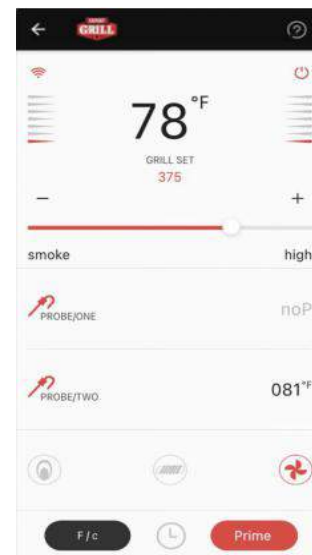 GRILL
78°F
GRILL SET
375
smoke
high
PROBE/ONE
noP
PROBE/TWO
081°F
F/c
Prime